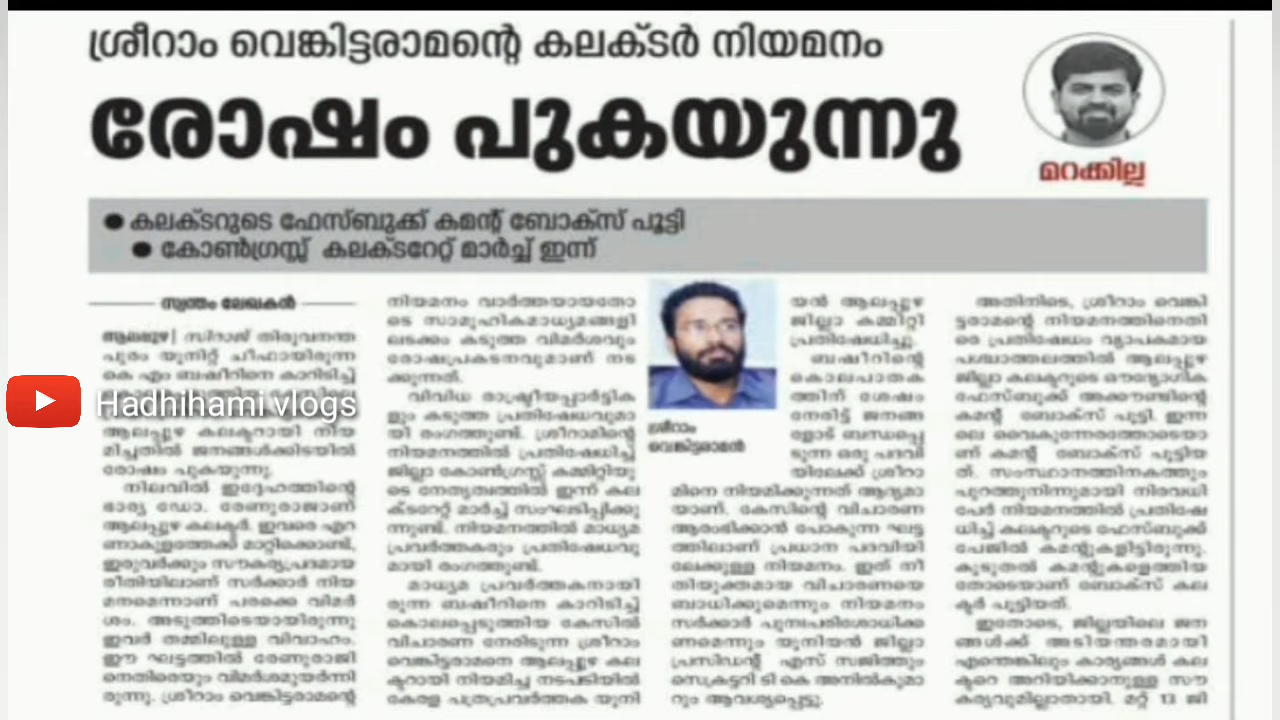 ശ്രീറാം വെങ്കിട്ടരാമന്റെ കലക്ടർ നിയമനം
രോഷം പുകയുന്നു
മറക്കില്ല
● കലക്ടറുടെ ഫേസ്ബുക്ക് കമന്റ് ബോക്സ് പൂട്ടി
● കോൺഗ്രസ്സ് കലക്ടറേറ്റ് മാർച്ച് ഇന്ന്
സ്വന്തം ലേഖകൻ
ആലപ്പുഴ| സിറാജ് തിരുവനന്ത
പുരം യൂനിറ്റ് ചീഫായിരുന്ന
കെ എം ബഷീറിനെ കാറിടിച്ച്
Hadhihami vlogs
ആലപ്പുഴ കലക്ടറായി നിയ
മിച്ചതിൽ ജനങ്ങൾക്കിടയിൽ
രോഷം പുകയുന്നു.
നിലവിൽ ഇദ്ദേഹത്തിന്റെ
ഭാര്യ ഡോ. രേണുരാജാണ്
ആലപ്പുഴ കലക്ടർ. ഇവരെ എറ
ണാകുളത്തേക്ക് മാറ്റിക്കൊണ്ട്,
ഇരുവർക്കും സൗകര്യപ്രദമായ
രീതിയിലാണ് സർക്കാർ നിയ
മനമെന്നാണ് പരക്കെ വിമർ
ശം. അടുത്തിടെയായിരുന്നു
ഇവർ തമ്മിലുള്ള വിവാഹം.
ഈ ഘട്ടത്തിൽ രേണുരാജി
നെതിരെയും വിമർശമുയർന്നി
രുന്നു. ശ്രീറാം വെങ്കിട്ടരാമന്റെ
നിയമനം വാർത്തയായതോ
ടെ സാമൂഹികമാധ്യമങ്ങളി
ലടക്കം കടുത്ത വിമർശവും
രോഷപ്രകടനവുമാണ് നട
ക്കുന്നത്.
വിവിധ രാഷ്ട്രീയപ്പാർട്ടിക
ളും കടുത്ത പ്രതിഷേധവുമാ
യി രംഗത്തുണ്ട്. ശ്രീറാമിന്റെ
നിയമനത്തിൽ പ്രതിഷേധിച്ച്
ജില്ലാ കോൺഗ്രസ്സ് കമ്മിറ്റിയു
ടെ നേതൃത്വത്തിൽ ഇന്ന് കല
ക്ടറേറ്റ് മാർച്ച് സംഘടിപ്പിക്കു
ന്നുണ്ട്. നിയമനത്തിൽ മാധ്യമ
പ്രവർത്തകരും പ്രതിഷേധവു
മായി രംഗത്തുണ്ട്.
മാധ്യമ പ്രവർത്തകനായി
രുന്ന ബഷീറിനെ കാറിടിച്ച്
കൊലപ്പെടുത്തിയ കേസിൽ
വിചാരണ നേരിടുന്ന ശ്രീറാം
വെങ്കിട്ടരാമനെ ആലപ്പുഴ കല
ക്ടറായി നിയമിച്ച നടപടിയിൽ
കേരള പത്രപ്രവർത്തക യൂനി
ശ്രീറാം
വെങ്കിട്ടരാമൻ
യൻ ആലപ്പുഴ
ജില്ലാ കമ്മിറ്റി
പ്രതിഷേധിച്ചു.
ബഷീറിന്റെ
കൊലപാതക
ത്തിന് ശേഷം
നേരിട്ട് ജനങ്ങ
ളോട് ബന്ധപ്പെ
ടുന്ന ഒരു പദവി
യിലേക്ക് ശ്രീറാ
മിനെ നിയമിക്കുന്നത് ആദ്യമാ
യാണ്. കേസിന്റെ വിചാരണ
ആരംഭിക്കാൻ പോകുന്ന ഘട്ട
ത്തിലാണ് പ്രധാന പദവിയി
ലേക്കുള്ള നിയമനം. ഇത് നീ
തിയുക്തമായ വിചാരണയെ
ബാധിക്കുമെന്നും നിയമനം
സർക്കാർ പുനഃപരിശോധിക്ക
ണമെന്നും യൂനിയൻ ജില്ലാ
പ്രസിഡന്റ് എസ് സജിത്തും
സെക്രട്ടറി ടി കെ അനിൽകുമാ
റും ആവശ്യപ്പെട്ടു.
അതിനിടെ, ശ്രീറാം വെങ്കി
ട്ടരാമന്റെ നിയമനത്തിനെതി
രെ പ്രതിഷേധം വ്യാപകമായ
പശ്ചാത്തലത്തിൽ ആലപ്പുഴ
ജില്ലാ കലക്ടറുടെ ഔദ്യോഗിക
ഫേസ്ബുക്ക് അക്കൗണ്ടിന്റെ
കമന്റ് ബോക്സ് പൂട്ടി. ഇന്ന
ലെ വൈകുന്നേരത്തോടെയാ
ണ് കമന്റ് ബോക്സ് പൂട്ടിയ
ത്. സംസ്ഥാനത്തിനകത്തും
പുറത്തുനിന്നുമായി നിരവധി
പേർ നിയമനത്തിൽ പ്രതിഷേ
ധിച്ച് കലക്ടറുടെ ഫേസ്ബുക്ക്
പേജിൽ കമന്റുകളിട്ടിരുന്നു.
കൂടുതൽ കമന്റുകളെത്തിയ
തോടെയാണ് ബോക്സ് കല
ക്ടർ പൂട്ടിയത്.
ഇതോടെ, ജില്ലയിലെ ജന
ങ്ങൾക്ക് അടിയന്തരമായി
എന്തെങ്കിലും കാര്യങ്ങൾ കല
ക്ടറെ അറിയിക്കാനുള്ള സൗ
കര്യവുമില്ലാതായി. മറ്റ് 13 ജി